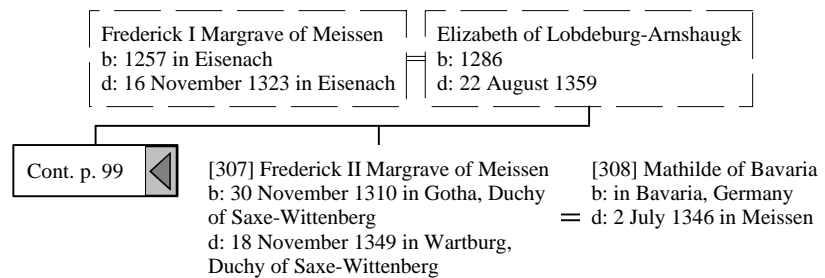 Frederick I Margrave of Meissen
b: 1257 in Eisenach
d: 16 November 1323 in Eisenach
Elizabeth of Lobdeburg-Arnshaugk
b: 1286
d: 22 August 1359
Cont. p. 99
[307] Frederick II Margrave of Meissen
b: 30 November 1310 in Gotha, Duchy
of Saxe-Wittenberg
d: 18 November 1349 in Wartburg,
Duchy of Saxe-Wittenberg
[308] Mathilde of Bavaria
b: in Bavaria, Germany
d: 2 July 1346 in Meissen